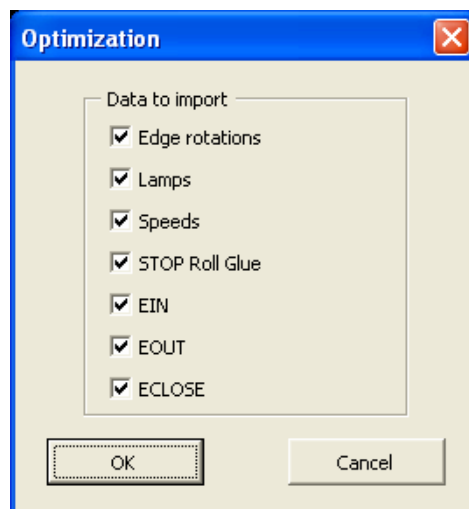 Optimization
Data to import
Edge rotations
Lamps
Speeds
STOP Roll Glue
EIN
EOUT
ECLOSE
OK Cancel